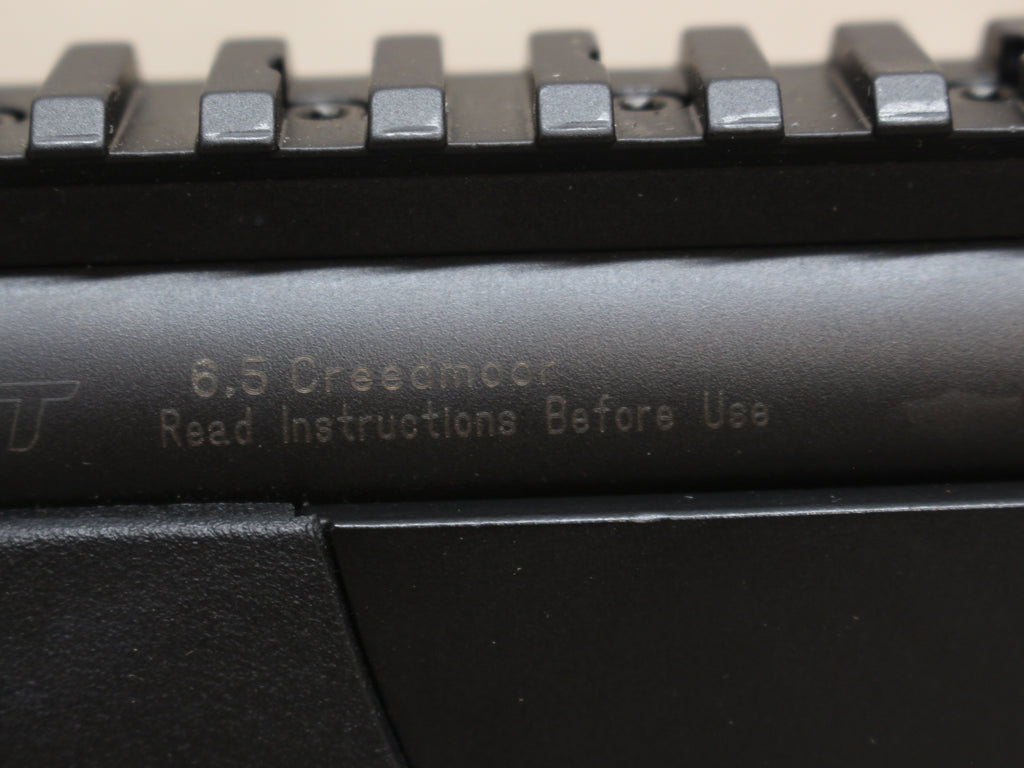 T
6.5 Creedmoor
Read Instructions Before Use